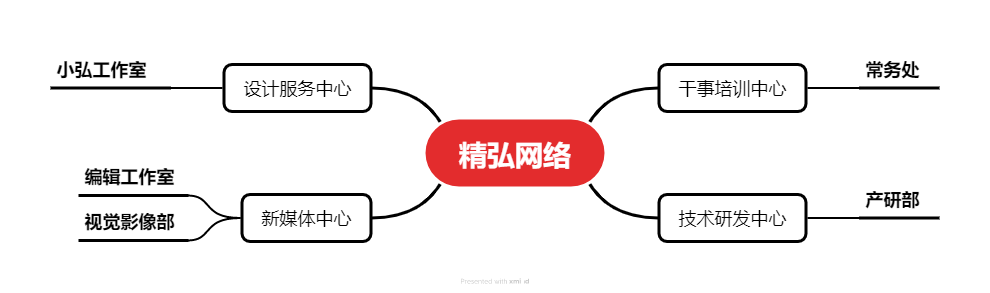 小弘工作室
设计服务中心
干事培训中心
常务处
精弘网络
编辑工作室
视觉影像部
新媒体中心
技术研发中心
产研部
Presented with xmind